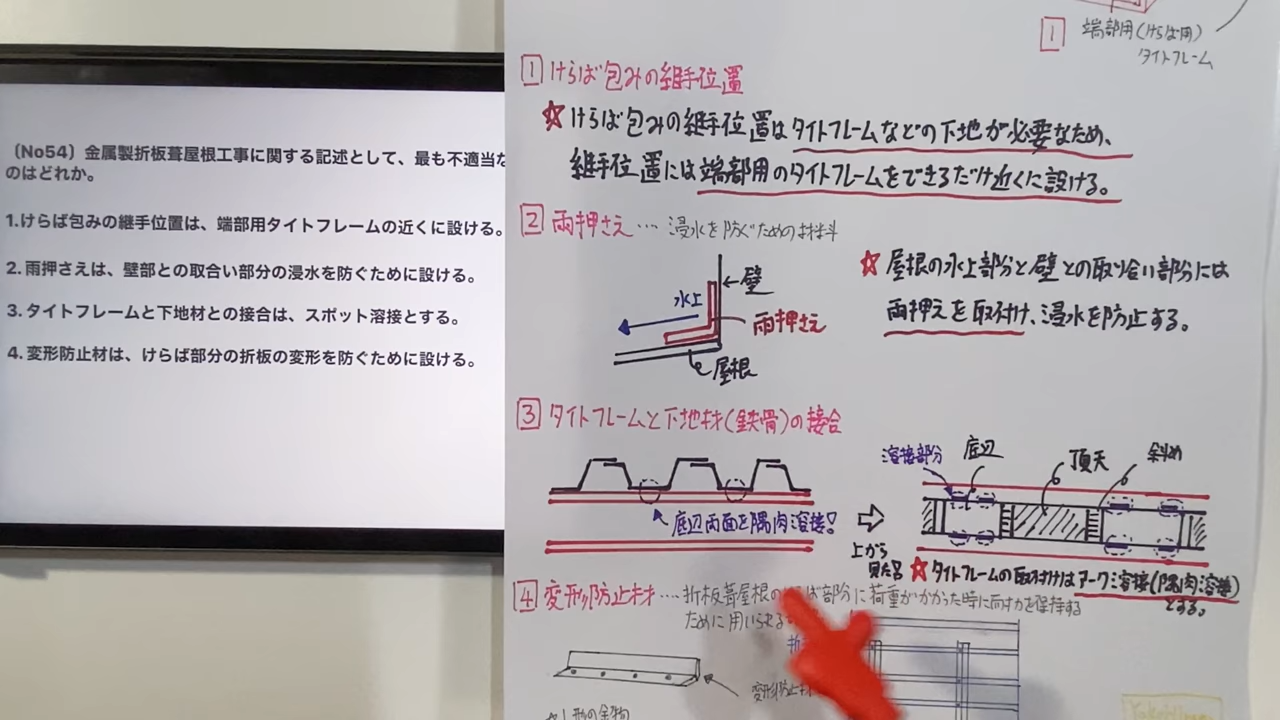 〔No54〕金属製折板葺屋根工事に関する記述として、最も不適当な
のはどれか。
1.けらば包みの継手位置は、端部用タイトフレームの近くに設ける。
2.雨押さえは、壁部との取合い部分の浸水を防ぐために設ける。
3.タイトフレームと下地材との接合は、スポット溶接とする。
4.変形防止材は、けらば部分の折板の変形を防ぐために設ける。
1 端部用(けらば用)
タイトフレーム
1 けらば包みの継手位置
☆けらば包みの継手位置はタイトフレームなどの下地が必要なため、
継手位置には端部用のタイトフレームをできるだけ近くに設ける。
2 雨押さえ…浸水を防ぐための材料
壁
水上
雨押さえ
屋根
☆屋根の水上部分と壁との取り合い部分には
雨押えを取付け、浸水を防止する。
3 タイトフレームと下地材(鉄骨)の接合
底辺両面を隅肉溶接!
溶接部分
底辺
頂天
斜め
上から
見た図
☆タイトフレームの取付けはアーク溶接(隅肉溶接)
とする。
4 変形防止材…折板葺屋根の ば部分に荷重がかかった時に耐力を保持する
ために用いられる
折
変形防止材
L形の金物